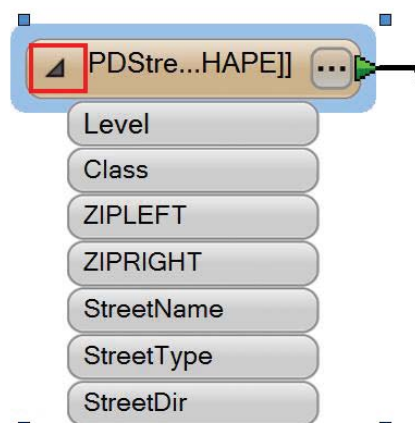 PDStre...HAPE]] ...
Level
Class
ZIPLEFT
ZIPRIGHT
StreetName
StreetType
StreetDir